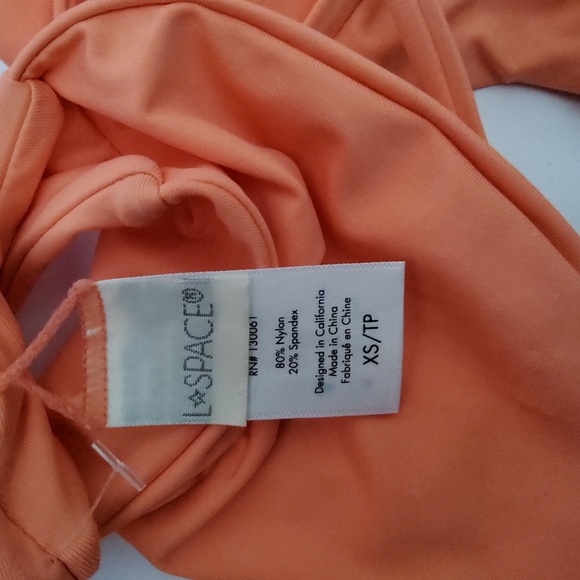 L☆SPACE®
RN# 130061
80% Nylon
20% Spandex
Designed in California
Made in China
Fabriqué en Chine
XS/TP